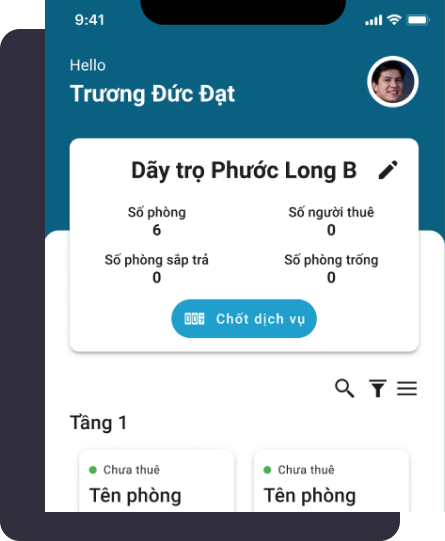 9:41
Hello
Trương Đức Đạt
Dãy trọ Phước Long B
Số phòng
6
Số người thuê
0
Số phòng sắp trả
0
Số phòng trống
0
Chốt dịch vụ
Tầng 1
Chưa thuê
Tên phòng
Chưa thuê
Tên phòng